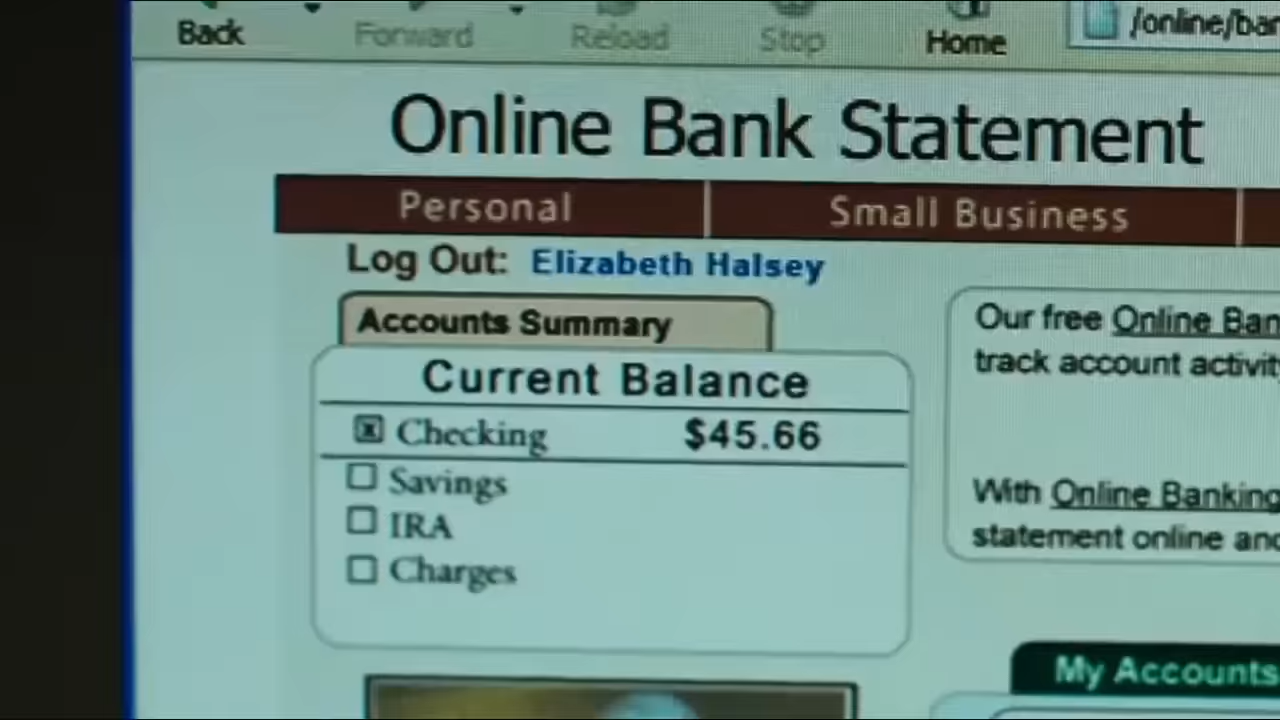 Back Forward Reload Stop Home /online/ban
Online Bank Statement
Personal Small Business
Log Out: Elizabeth Halsey
Accounts Summary
Current Balance
Checking $45.66
Savings
IRA
Charges
Our free Online Ban
track account activity
With Online Banking
statement online and
My Accounts